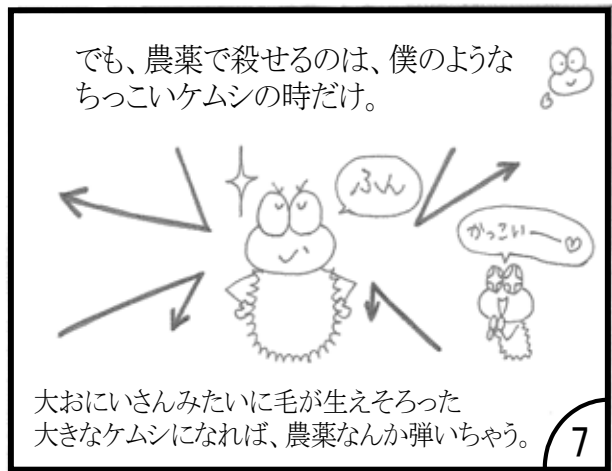 でも、農薬で殺せるのは、僕のような
ちっこいケムシの時だけ。
ふん
かっこいーー♡
大おにいさんみたいに毛が生えそろった
大きなケムシになれば、農薬なんか弾いちゃう。
7